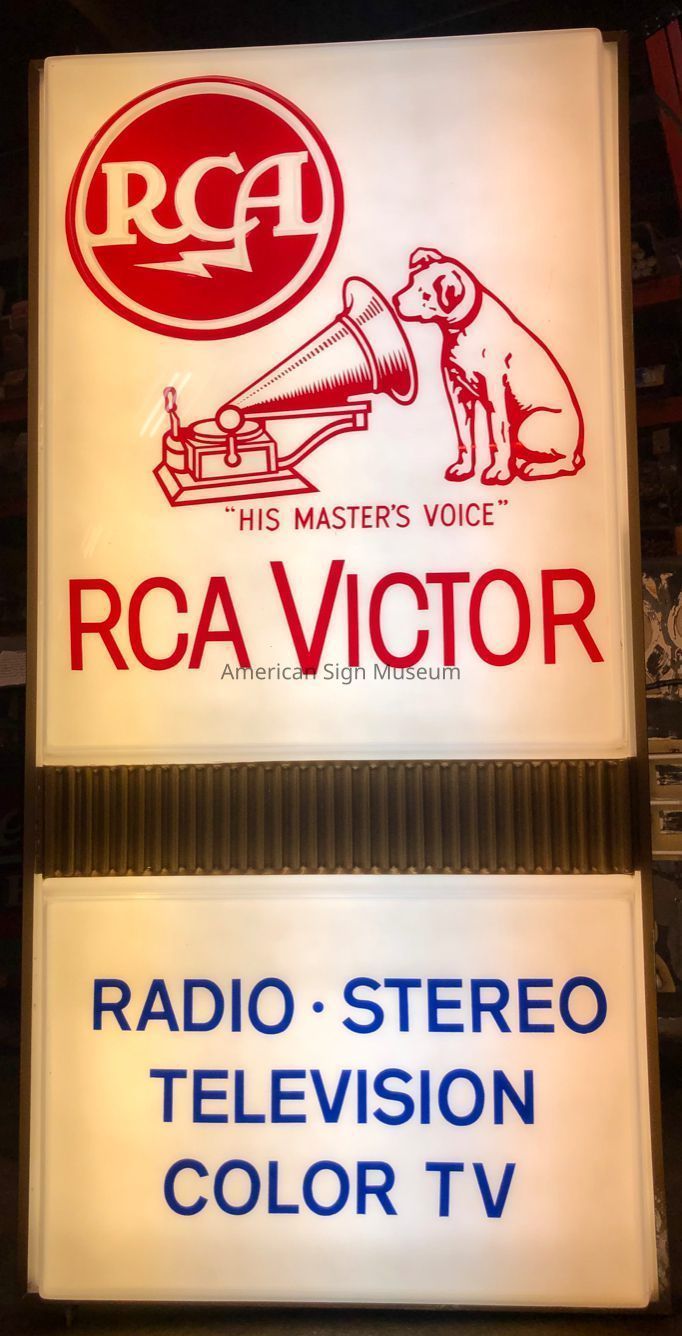 RCA
"HIS MASTER'S VOICE"
RCA VICTOR
American Sign Museum
RADIO · STEREO
TELEVISION
COLOR TV